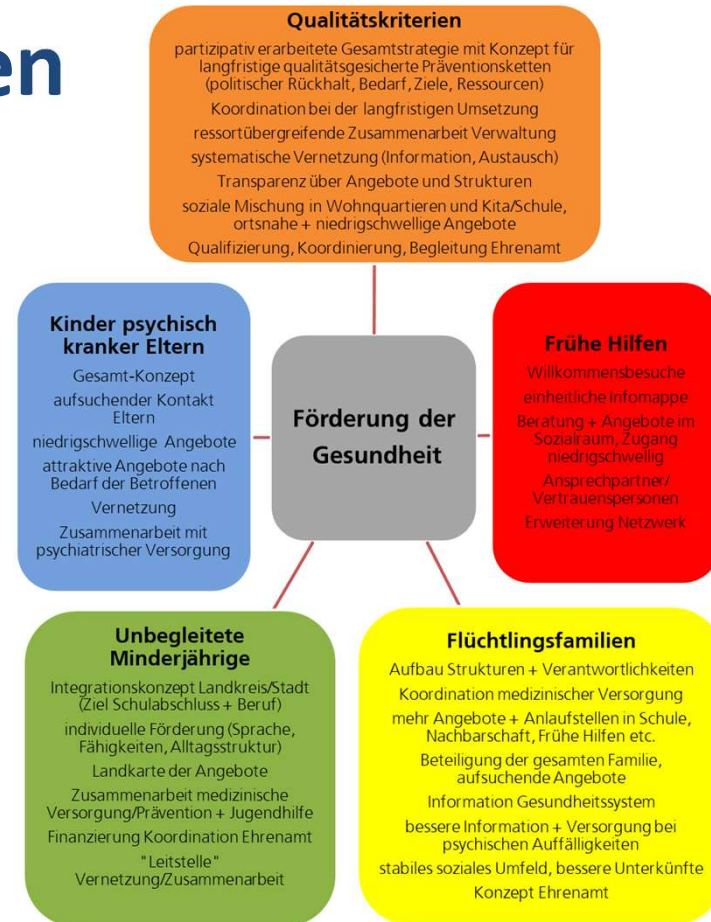 en
Qualitätskriterien
partizipativ erarbeitete Gesamtstrategie mit Konzept für
langfristige qualitätsgesicherte Präventionsketten
(politischer Rückhalt, Bedarf, Ziele, Ressourcen)
Koordination bei der langfristigen Umsetzung
ressortübergreifende Zusammenarbeit Verwaltung
systematische Vernetzung (Information, Austausch)
Transparenz über Angebote und Strukturen
soziale Mischung in Wohnquartieren und Kita/Schule,
ortsnahe + niedrigschwellige Angebote
Qualifizierung, Koordinierung, Begleitung Ehrenamt
Kinder psychisch
kranker Eltern
Gesamt-Konzept
aufsuchender Kontakt
Eltern
niedrigschwellige Angebote
attraktive Angebote nach
Bedarf der Betroffenen
Vernetzung
Zusammenarbeit mit
psychiatrischer Versorgung
Förderung der
Gesundheit
Frühe Hilfen
Willkommensbesuche
einheitliche Infomappe
Beratung + Angebote im
Sozialraum, Zugang
niedrigschwellig
Ansprechpartner/
Vertrauenspersonen
Erweiterung Netzwerk
Unbegleitete
Minderjährige
Integrationskonzept Landkreis/Stadt
(Ziel Schulabschluss + Beruf)
individuelle Förderung (Sprache,
Fähigkeiten, Alltagsstruktur)
Landkarte der Angebote
Zusammenarbeit medizinische
Versorgung/Prävention + Jugendhilfe
Finanzierung Koordination Ehrenamt
"Leitstelle"
Vernetzung/Zusammenarbeit
Flüchtlingsfamilien
Aufbau Strukturen + Verantwortlichkeiten
Koordination medizinischer Versorgung
mehr Angebote + Anlaufstellen in Schule,
Nachbarschaft, Frühe Hilfen etc.
Beteiligung der gesamten Familie,
aufsuchende Angebote
Information Gesundheitssystem
bessere Information + Versorgung bei
psychischen Auffälligkeiten
stabiles soziales Umfeld, bessere Unterkünfte
Konzept Ehrenamt